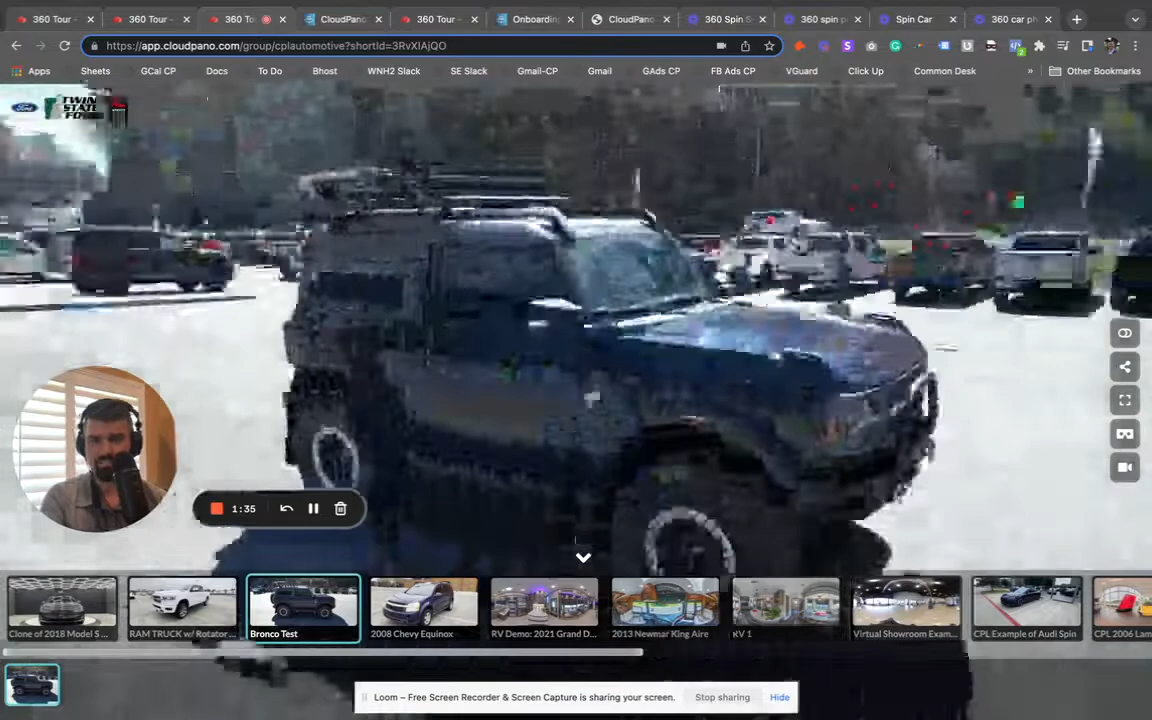 360 Tour -
360 Tour -
360 To
CloudPano
360 Tour -
Onboarding
CloudPano
360 Spin S
360 spin p
Spin Car
360 car ph
https://app.cloudpano.com/group/cplautomotive?shortId=3RvXIAjQO
Apps
Sheets
GCal CP
Docs
To Do
Bhost
WNH2 Slack
SE Slack
Gmail-CP
Gmail
GAds CP
FB Ads CP
VGuard
Click Up
Common Desk
»
Other Bookmarks
Ford
TWIN
STATE
1:35
Clone of 2018 Model S ...
RAM TRUCK w/ Rotator ...
Bronco Test
2008 Chevy Equinox
RV Demo: 2021 Grand D...
2013 Newmar King Aire
RV 1
Virtual Showroom Exam...
CPL Example of Audi Spin
CPL 2006 Lam
Loom – Free Screen Recorder & Screen Capture is sharing your screen.
Stop sharing
Hide